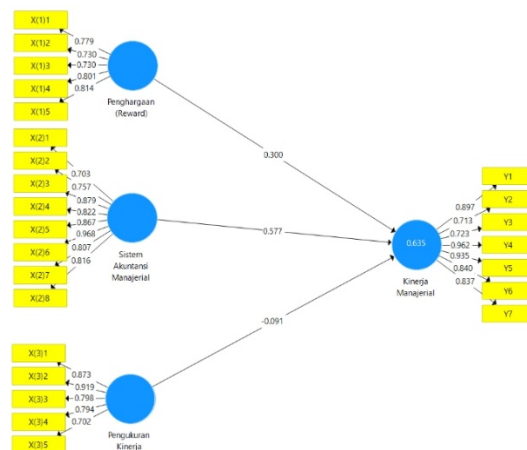 X(1)1
X(1)2
X(1)3
X(1)4
X(1)5
0.779
0.730
0.730
0.801
0.814
Penghargaan
(Reward)
0.300
X(2)1
X(2)2
X(2)3
X(2)4
X(2)5
X(2)6
X(2)7
X(2)8
0.703
0.757
0.879
0.822
0.867
0.968
0.807
0.816
Sistem
Akuntansi
Manajerial
0.577
X(3)1
X(3)2
X(3)3
X(3)4
X(3)5
0.873
0.919
0.798
0.794
0.702
Pengukuran
Kinerja
-0.091
0.635
Kinerja
Manajerial
0.897
0.713
0.723
0.962
0.935
0.840
0.837
Y1
Y2
Y3
Y4
Y5
Y6
Y7